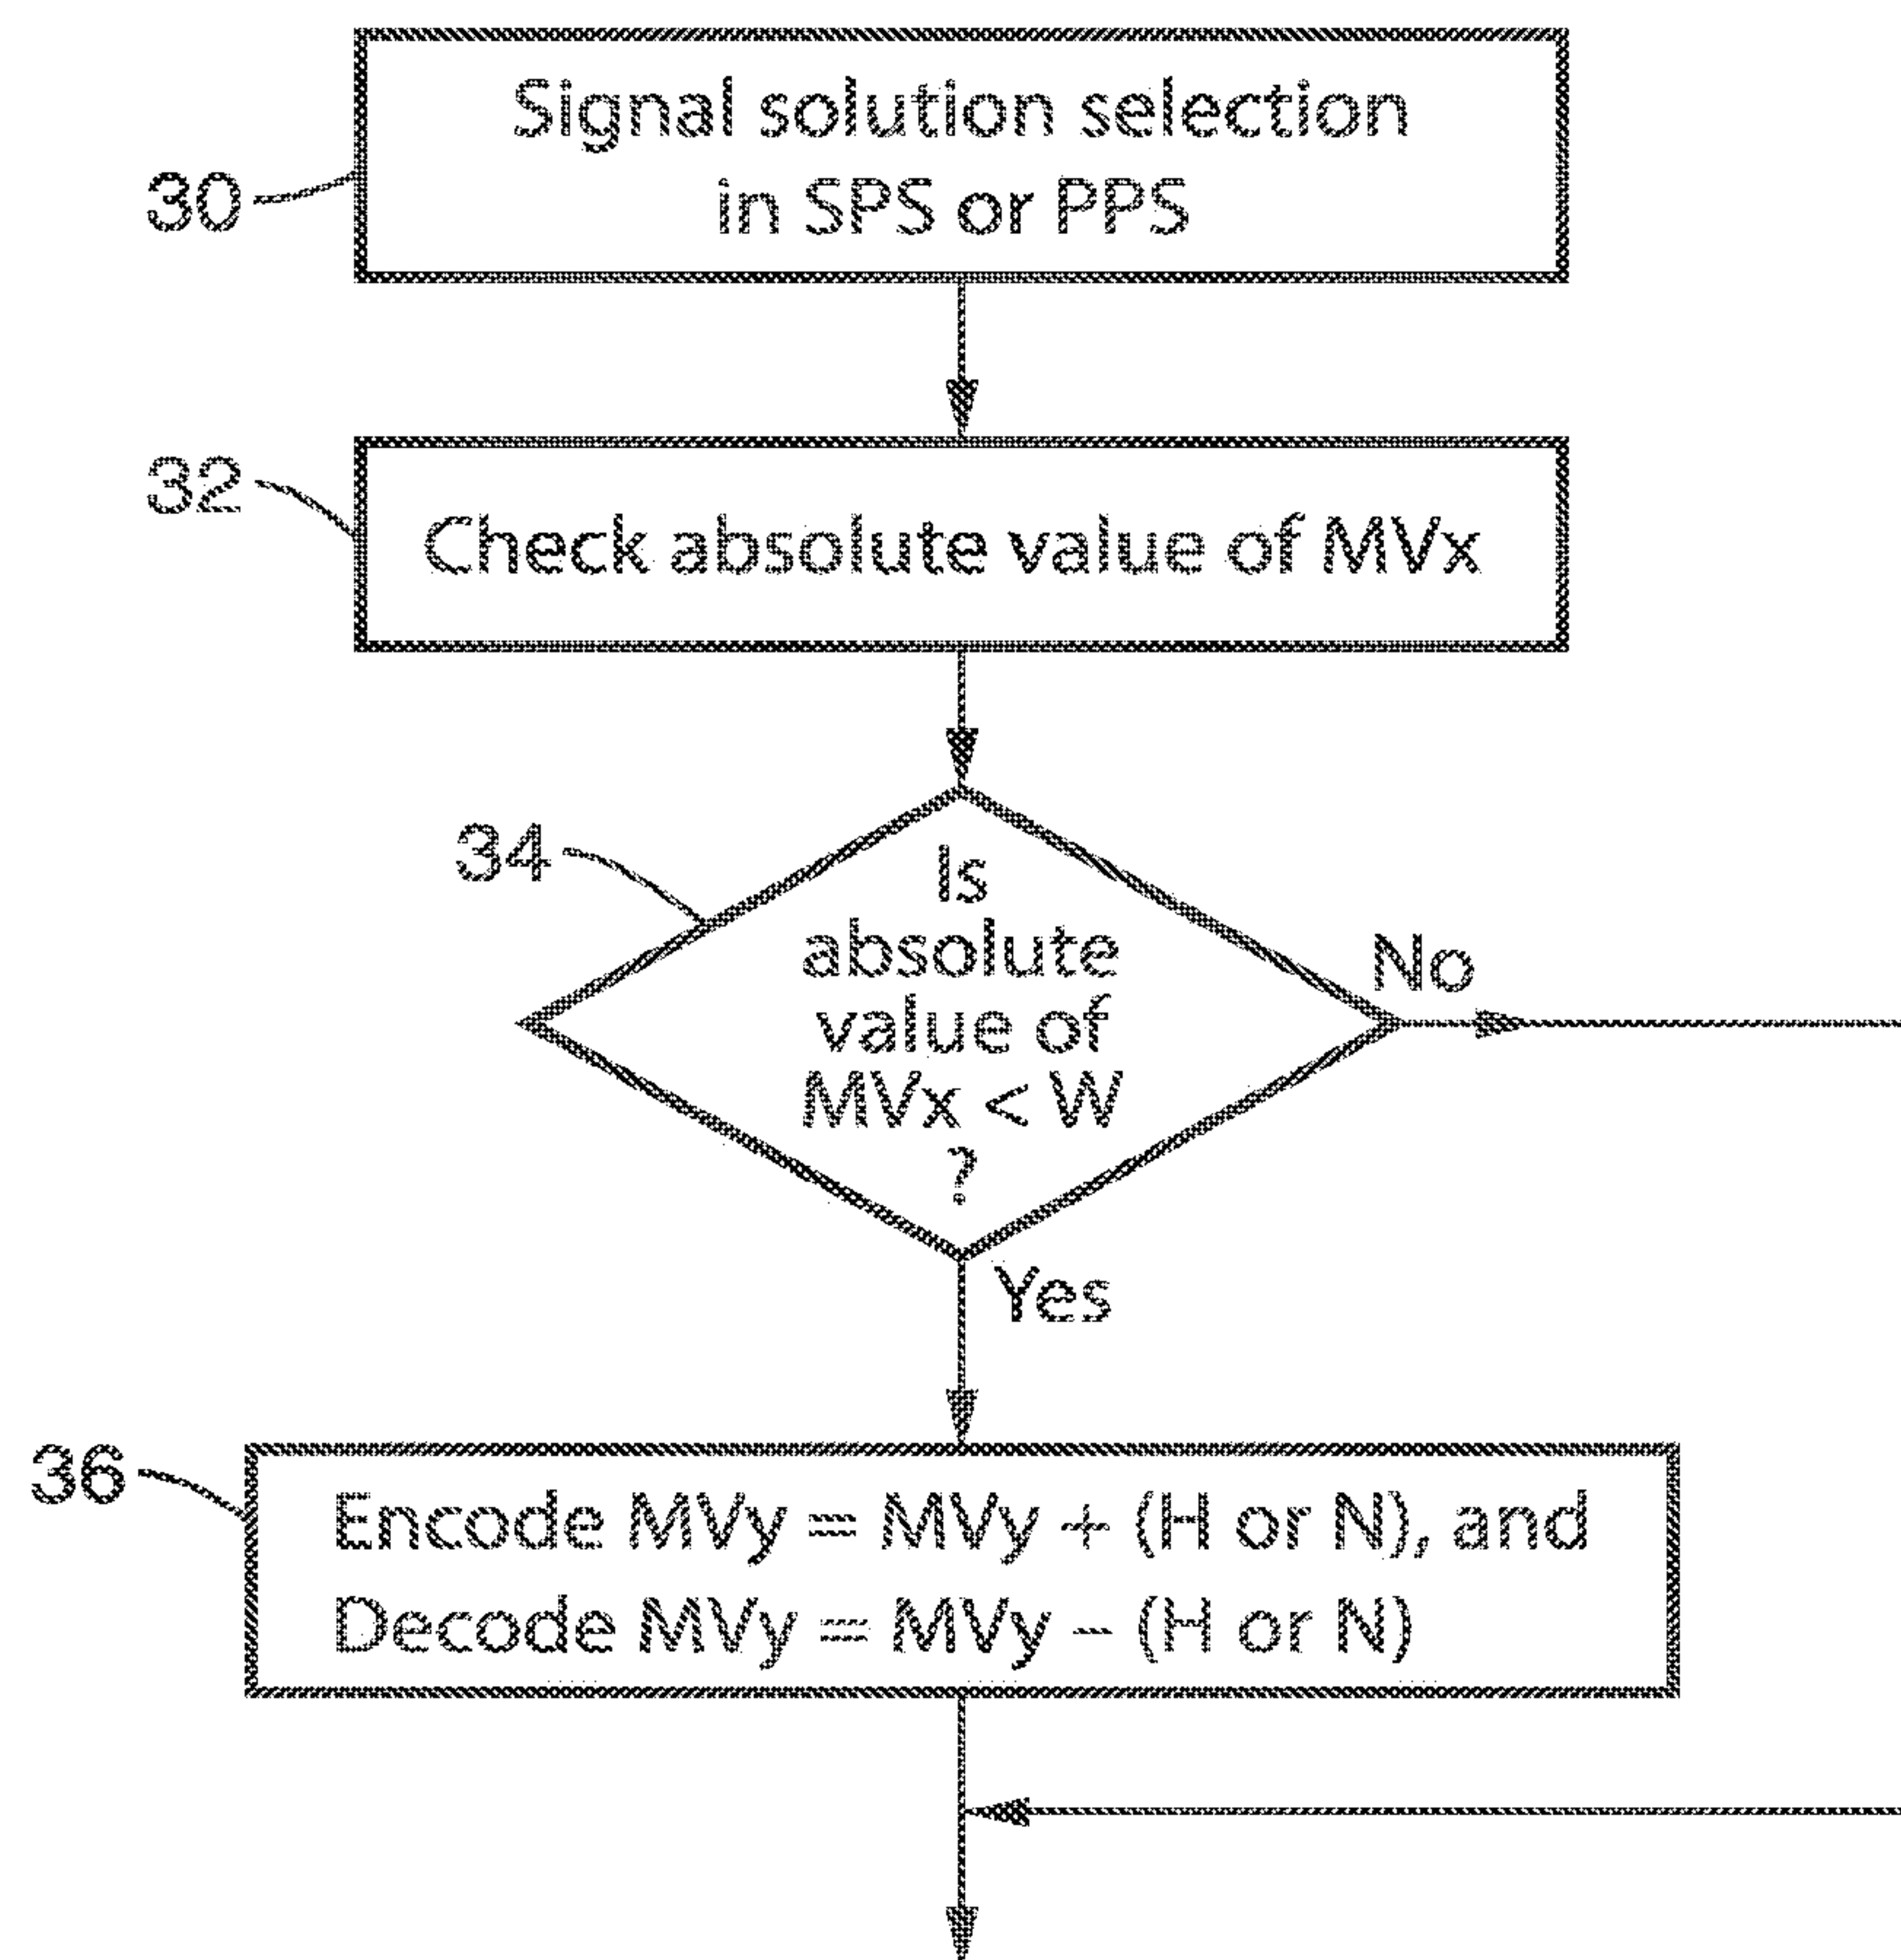 Signal solution selection
in SPS or PPS
30
32
Check absolute value of MVx
34
Is
absolute
value of
MVx < W
?
No
Yes
36
Encode MVy = MVy + (H or N), and
Decode MVy = MVy – (H or N)